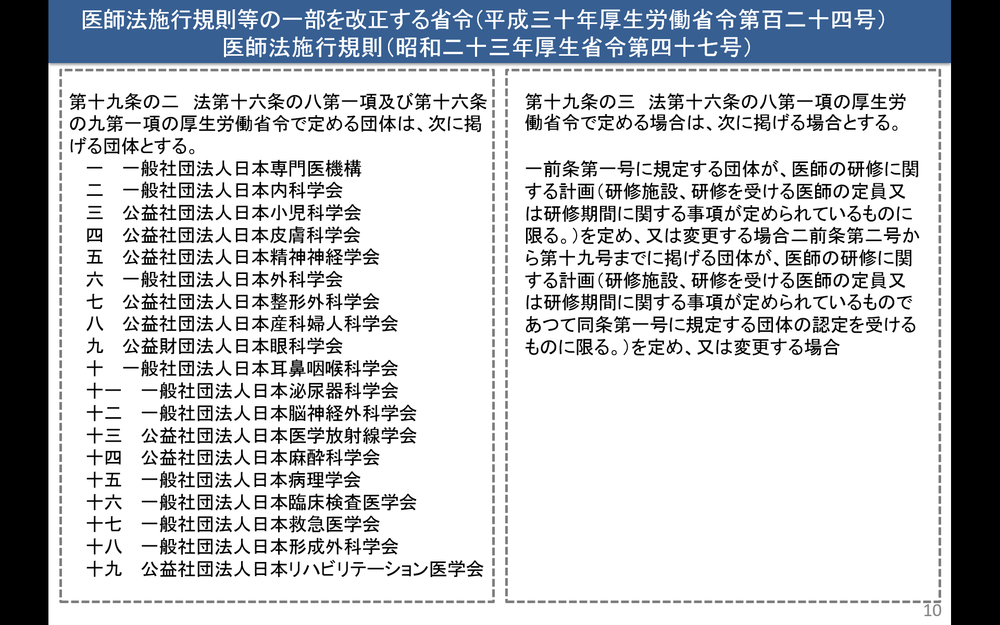 医師法施行規則等の一部を改正する省令（平成三十年厚生労働省令第百二十四号）
医師法施行規則（昭和二十三年厚生省令第四十七号）
第十九条の二　法第十六条の八第一項及び第十六条
の九第一項の厚生労働省令で定める団体は、次に掲
げる団体とする。
一　一般社団法人日本専門医機構
二　一般社団法人日本内科学会
三　公益社団法人日本小児科学会
四　公益社団法人日本皮膚科学会
五　公益社団法人日本精神神経学会
六　一般社団法人日本外科学会
七　公益社団法人日本整形外科学会
八　公益社団法人日本産科婦人科学会
九　公益財団法人日本眼科学会
十　一般社団法人日本耳鼻咽喉科学会
十一　一般社団法人日本泌尿器科学会
十二　一般社団法人日本脳神経外科学会
十三　公益社団法人日本医学放射線学会
十四　公益社団法人日本麻酔科学会
十五　一般社団法人日本病理学会
十六　一般社団法人日本臨床検査医学会
十七　一般社団法人日本救急医学会
十八　一般社団法人日本形成外科学会
十九　公益社団法人日本リハビリテーション医学会
第十九条の三　法第十六条の八第一項の厚生労
働省令で定める場合は、次に掲げる場合とする。
一前条第一号に規定する団体が、医師の研修に関
する計画（研修施設、研修を受ける医師の定員又
は研修期間に関する事項が定められているものに
限る。）を定め、又は変更する場合二前条第二号か
ら第十九号までに掲げる団体が、医師の研修に関
する計画（研修施設、研修を受ける医師の定員又
は研修期間に関する事項が定められているもので
あつて同条第一号に規定する団体の認定を受ける
ものに限る。）を定め、又は変更する場合
10